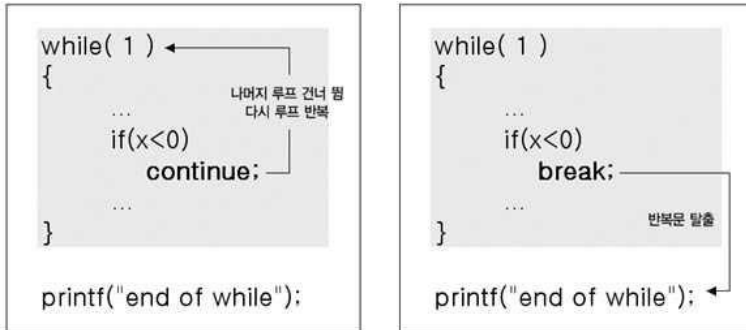 while( 1 )
{
나머지 루프 건너 뜀
다시 루프 반복
...
if(x<0)
continue;
...
}
printf("end of while");
while( 1 )
{
...
if(x<0)
break;
...
반복문 탈출
}
printf("end of while");